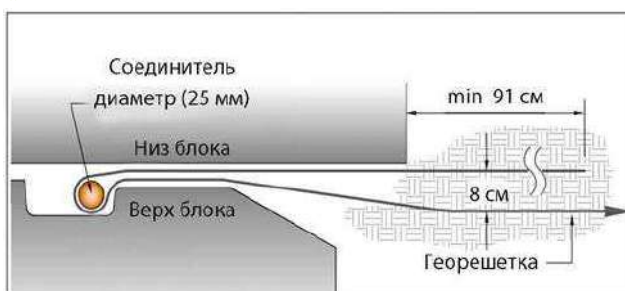 Соединитель
диаметр (25 мм)
min 91 см
Низ блока
8 см
Верх блока
Георешетка